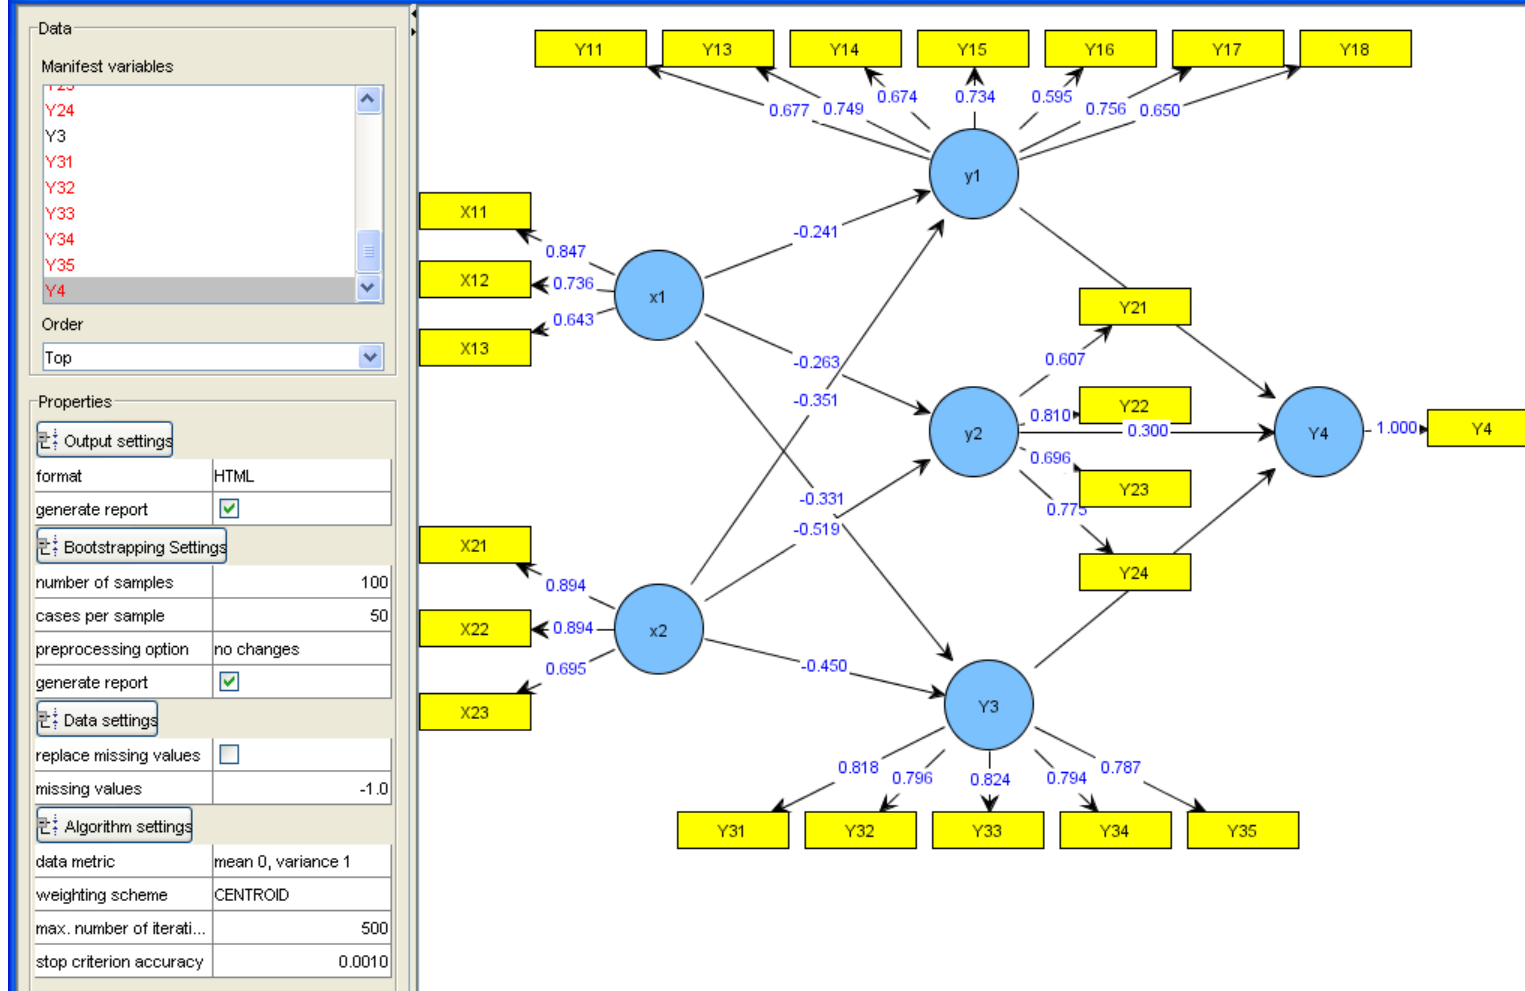 Data
Manifest variables
Y23
Y24
Y3
Y31
Y32
Y33
Y34
Y35
Y4
Order
Top
Properties
Output settings
format HTML
generate report
Bootstrapping Settings
number of samples 100
cases per sample 50
preprocessing option no changes
generate report
Data settings
replace missing values
missing values -1.0
Algorithm settings
data metric mean 0, variance 1
weighting scheme CENTROID
max. number of iterati... 500
stop criterion accuracy 0.0010
Y11 Y13 Y14 Y15 Y16 Y17 Y18
0.677 0.749 0.674 0.734 0.595 0.756 0.650
y1
X11
0.847
X12
0.736
X13
0.643
x1
-0.241
-0.263
-0.351
-0.331
-0.519
-0.450
X21
0.894
X22
0.894
X23
0.695
x2
y2
Y21
0.607
Y22
0.810
0.300
0.696
Y23
0.775
Y24
Y4
1.000
Y4
Y3
0.818 0.796 0.824 0.794 0.787
Y31 Y32 Y33 Y34 Y35